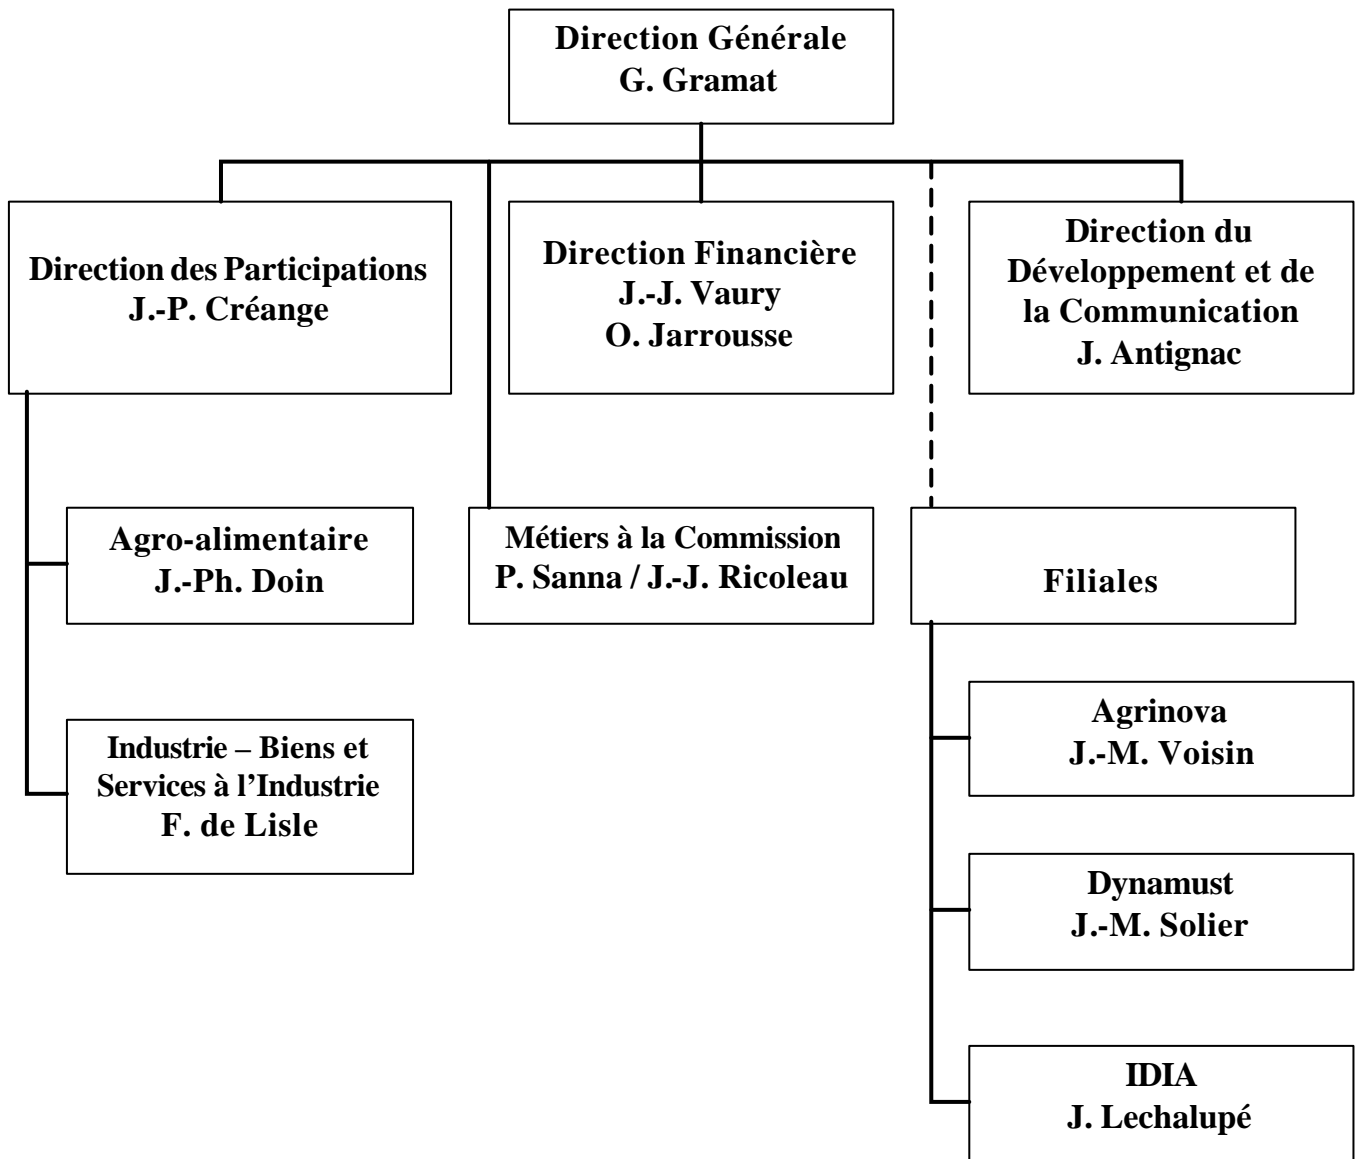 Direction Générale
G. Gramat
Direction des Participations
J.-P. Créange
Direction Financière
J.-J. Vaury
O. Jarrousse
Direction du
Développement et de
la Communication
J. Antignac
Agro-alimentaire
J.-Ph. Doin
Métiers à la Commission
P. Sanna / J.-J. Ricoleau
Filiales
Industrie – Biens et
Services à l’Industrie
F. de Lisle
Agrinova
J.-M. Voisin
Dynamust
J.-M. Solier
IDIA
J. Lechalupé